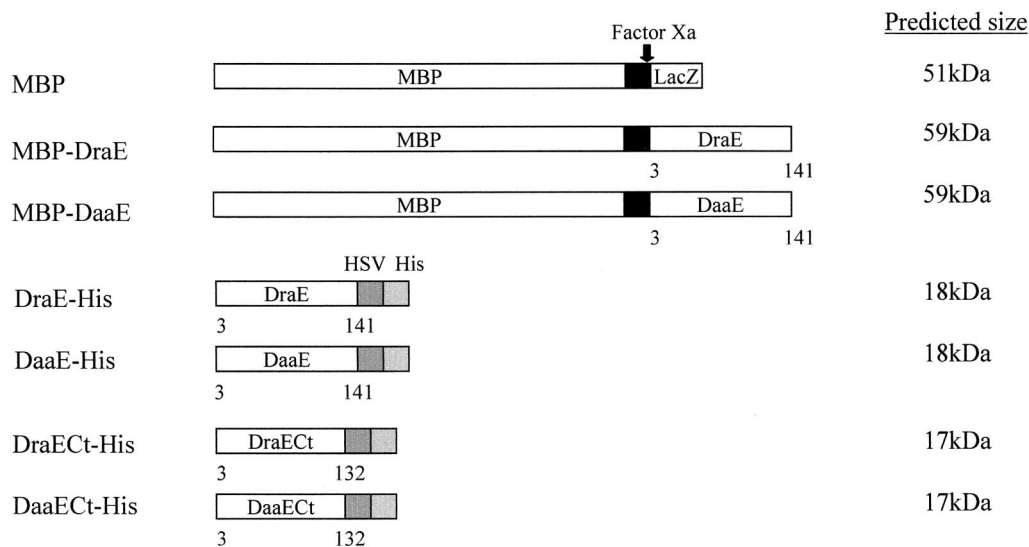 Predicted size
Factor Xa
MBP MBP LacZ 51kDa
MBP-DraE MBP DraE 59kDa
3 141
MBP-DaaE MBP DaaE 59kDa
3 141
HSV His
DraE-His DraE 18kDa
3 141
DaaE-His DaaE 18kDa
3 141
DraECt-His DraECt 17kDa
3 132
DaaECt-His DaaECt 17kDa
3 132